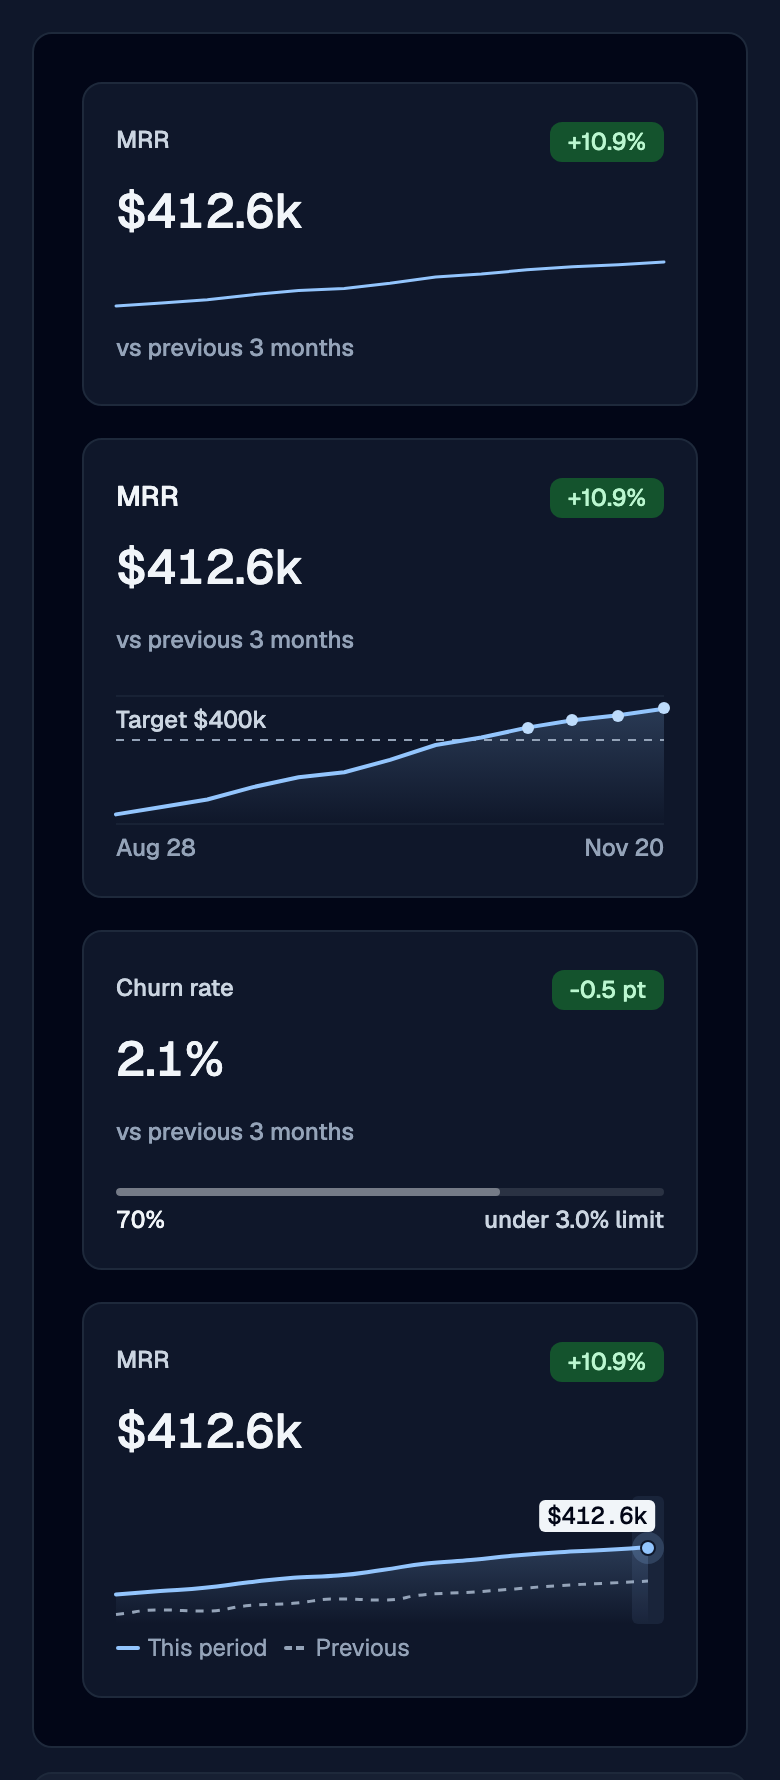 MRR
+10.9%
$412.6k
vs previous 3 months
MRR
+10.9%
$412.6k
vs previous 3 months
Target $400k
Aug 28
Nov 20
Churn rate
-0.5 pt
2.1%
vs previous 3 months
70%
under 3.0% limit
MRR
+10.9%
$412.6k
$412.6k
This period
Previous